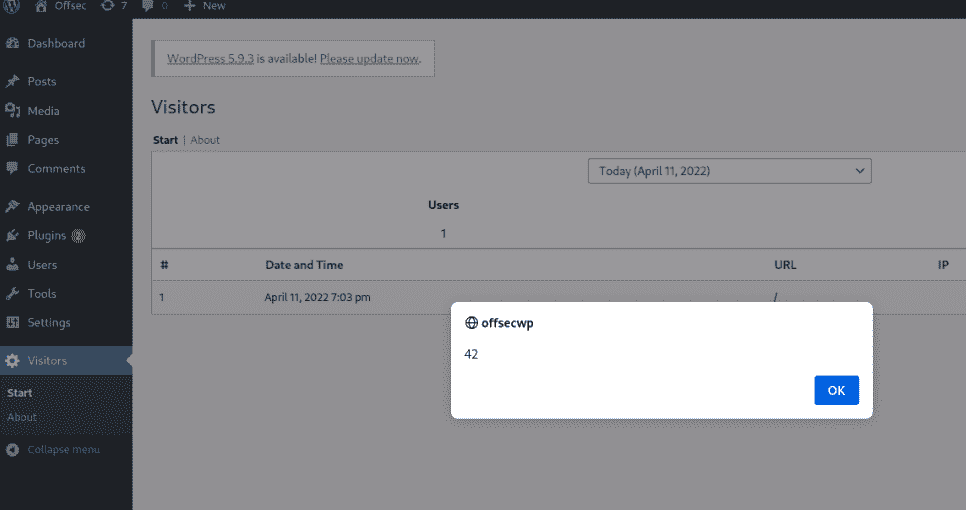 Offsec 7 0 New
Dashboard
Posts
Media
Pages
Comments
Appearance
Plugins 2
Users
Tools
Settings
Visitors
Start
About
Collapse menu
WordPress 5.9.3 is available! Please update now.
Visitors
Start | About
Today (April 11, 2022)
Users
1
# Date and Time URL IP
1 April 11, 2022 7:03 pm /
offsecwp
42
OK